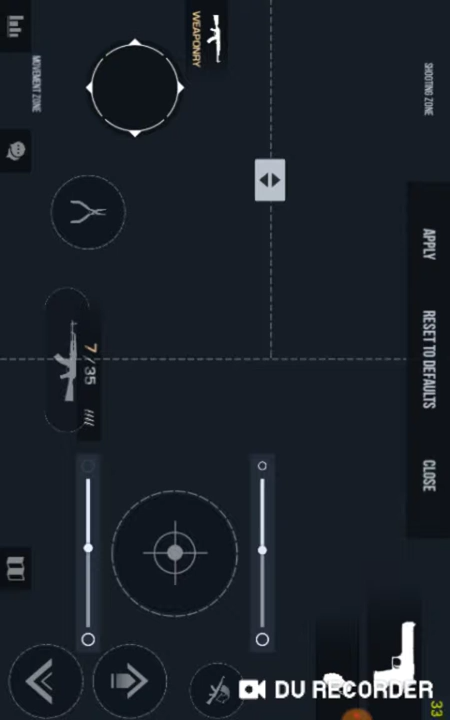 WEAPONRY
MOVEMENT ZONE
SHOOTING ZONE
APPLY
RESET TO DEFAULTS
CLOSE
7/35
DU RECORDER
33